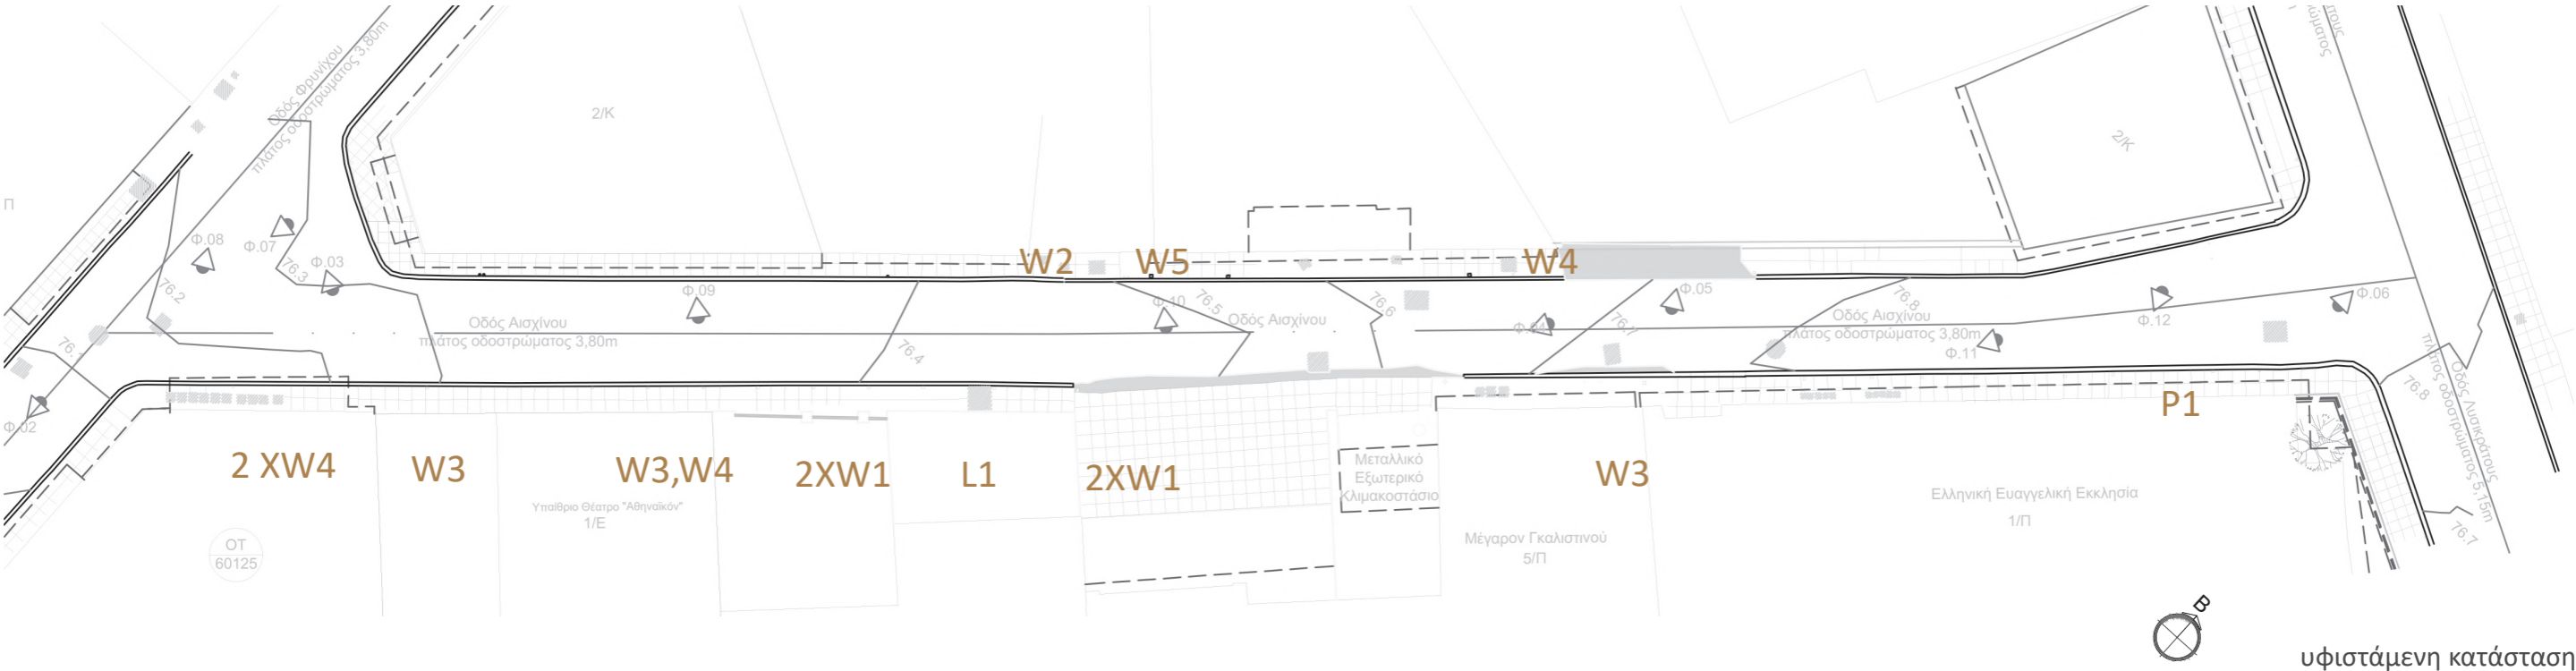 Οδός Φρυνίχου
πλάτος οδοστρώματος 3,80m
2/Κ
2/Κ
Π
Φ.08
Φ.07
Φ.03
76.3
76.2
Φ.09
W2
W5
W4
Φ.10
76.5
76.6
Φ.05
76.8
Φ.06
Φ.12
Οδός Αισχίνου
πλάτος οδοστρώματος 3,80m
Οδός Αισχίνου
76.7
Οδός Αισχίνου
πλάτος οδοστρώματος 3,80m
Φ.11
76.4
Φ.02
76.8
Οδός Λυσικράτους
πλάτος οδοστρώματος 5,15m
76.7
P1
2 XW4
W3
W3,W4
2XW1
L1
2XW1
W3
Μεταλλικό
Εξωτερικό
Κλιμακοστάσιο
Υπαίθριο Θέατρο "Αθηναϊκόν"
1/Ε
Ελληνική Ευαγγελική Εκκλησία
1/Π
Μέγαρον Γκαλιστινού
5/Π
ΟΤ
60125
Β
υφιστάμενη κατάσταση